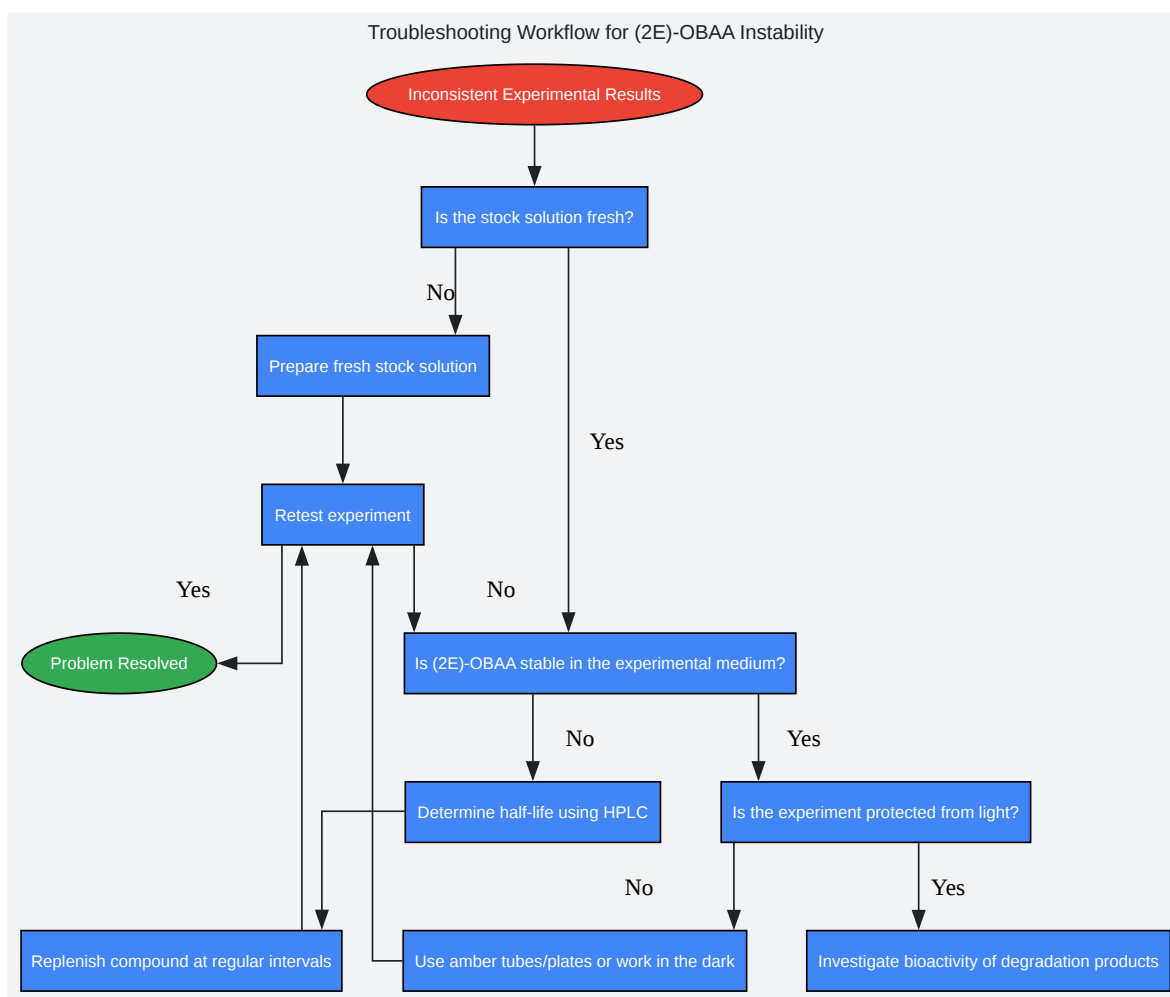 Troubleshooting Workflow for (2E)-OBAA Instability
Inconsistent Experimental Results
Is the stock solution fresh?
No
Prepare fresh stock solution
Yes
Retest experiment
Yes
No
Problem Resolved
Is (2E)-OBAA stable in the experimental medium?
No
Yes
Determine half-life using HPLC
Is the experiment protected from light?
No
Yes
Replenish compound at regular intervals
Use amber tubes/plates or work in the dark
Investigate bioactivity of degradation products